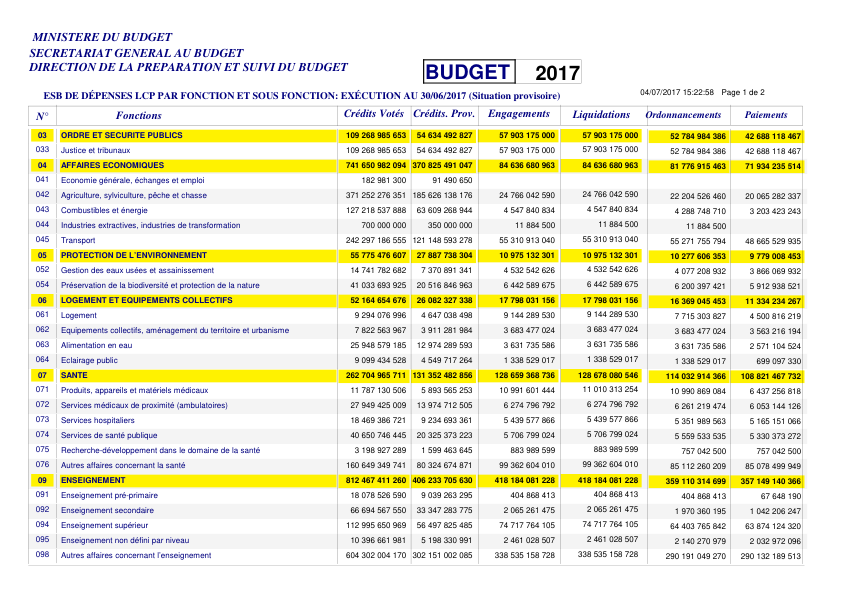 MINISTERE DU BUDGET
SECRETARIAT GENERAL AU BUDGET
DIRECTION DE LA PREPARATION ET SUIVI DU BUDGET
BUDGET 2017
ESB DE DÉPENSES LCP PAR FONCTION ET SOUS FONCTION: EXÉCUTION AU 30/06/2017 (Situation provisoire) 04/07/2017 15:22:58 Page 1 de 2
N° Fonctions Crédits Votés Crédits. Prov. Engagements Liquidations Ordonnancements Paiements
03 ORDRE ET SECURITE PUBLICS 109 268 985 653 54 634 492 827 57 903 175 000 57 903 175 000 52 784 984 386 42 688 118 467
033 Justice et tribunaux 109 268 985 653 54 634 492 827 57 903 175 000 57 903 175 000 52 784 984 386 42 688 118 467
04 AFFAIRES ECONOMIQUES 741 650 982 094 370 825 491 047 84 636 680 963 84 636 680 963 81 776 915 463 71 934 235 514
041 Economie générale, échanges et emploi 182 981 300 91 490 650
042 Agriculture, sylviculture, pêche et chasse 371 252 276 351 185 626 138 176 24 766 042 590 24 766 042 590 22 204 526 460 20 065 282 337
043 Combustibles et énergie 127 218 537 888 63 609 268 944 4 547 840 834 4 547 840 834 4 288 748 710 3 203 423 243
044 Industries extractives, industries de transformation 700 000 000 350 000 000 11 884 500 11 884 500 11 884 500
045 Transport 242 297 186 555 121 148 593 278 55 310 913 040 55 310 913 040 55 271 755 794 48 665 529 935
05 PROTECTION DE L'ENVIRONNEMENT 55 775 476 607 27 887 738 304 10 975 132 301 10 975 132 301 10 277 606 353 9 779 008 453
052 Gestion des eaux usées et assainissement 14 741 782 682 7 370 891 341 4 532 542 626 4 532 542 626 4 077 208 932 3 866 069 932
054 Préservation de la biodiversité et protection de la nature 41 033 693 925 20 516 846 963 6 442 589 675 6 442 589 675 6 200 397 421 5 912 938 521
06 LOGEMENT ET EQUIPEMENTS COLLECTIFS 52 164 654 676 26 082 327 338 17 798 031 156 17 798 031 156 16 369 045 453 11 334 234 267
061 Logement 9 294 076 996 4 647 038 498 9 144 289 530 9 144 289 530 7 715 303 827 4 500 816 219
062 Equipements collectifs, aménagement du territoire et urbanisme 7 822 563 967 3 911 281 984 3 683 477 024 3 683 477 024 3 683 477 024 3 563 216 194
063 Alimentation en eau 25 948 579 185 12 974 289 593 3 631 735 586 3 631 735 586 3 631 735 586 2 571 104 524
064 Eclairage public 9 099 434 528 4 549 717 264 1 338 529 017 1 338 529 017 1 338 529 017 699 097 330
07 SANTE 262 704 965 711 131 352 482 856 128 659 368 736 128 678 080 546 114 032 914 366 108 821 467 732
071 Produits, appareils et matériels médicaux 11 787 130 506 5 893 565 253 10 991 601 444 11 010 313 254 10 990 869 084 6 437 256 818
072 Services médicaux de proximité (ambulatoires) 27 949 425 009 13 974 712 505 6 274 796 792 6 274 796 792 6 261 219 474 6 053 144 126
073 Services hospitaliers 18 469 386 721 9 234 693 361 5 439 577 866 5 439 577 866 5 351 989 563 5 165 151 066
074 Services de santé publique 40 650 746 445 20 325 373 223 5 706 799 024 5 706 799 024 5 559 533 535 5 330 373 272
075 Recherche-développement dans le domaine de la santé 3 198 927 289 1 599 463 645 883 989 599 883 989 599 757 042 500 757 042 500
076 Autres affaires concernant la santé 160 649 349 741 80 324 674 871 99 362 604 010 99 362 604 010 85 112 260 209 85 078 499 949
09 ENSEIGNEMENT 812 467 411 260 406 233 705 630 418 184 081 228 418 184 081 228 359 110 314 699 357 149 140 366
091 Enseignement pré-primaire 18 078 526 590 9 039 263 295 404 868 413 404 868 413 404 868 413 67 648 190
092 Enseignement secondaire 66 694 567 550 33 347 283 775 2 065 261 475 2 065 261 475 1 970 360 195 1 042 206 247
094 Enseignement supérieur 112 995 650 969 56 497 825 485 74 717 764 105 74 717 764 105 64 403 765 842 63 874 124 320
095 Enseignement non défini par niveau 10 396 661 981 5 198 330 991 2 461 028 507 2 461 028 507 2 140 270 979 2 032 972 096
098 Autres affaires concernant l'enseignement 604 302 004 170 302 151 002 085 338 535 158 728 338 535 158 728 290 191 049 270 290 132 189 513